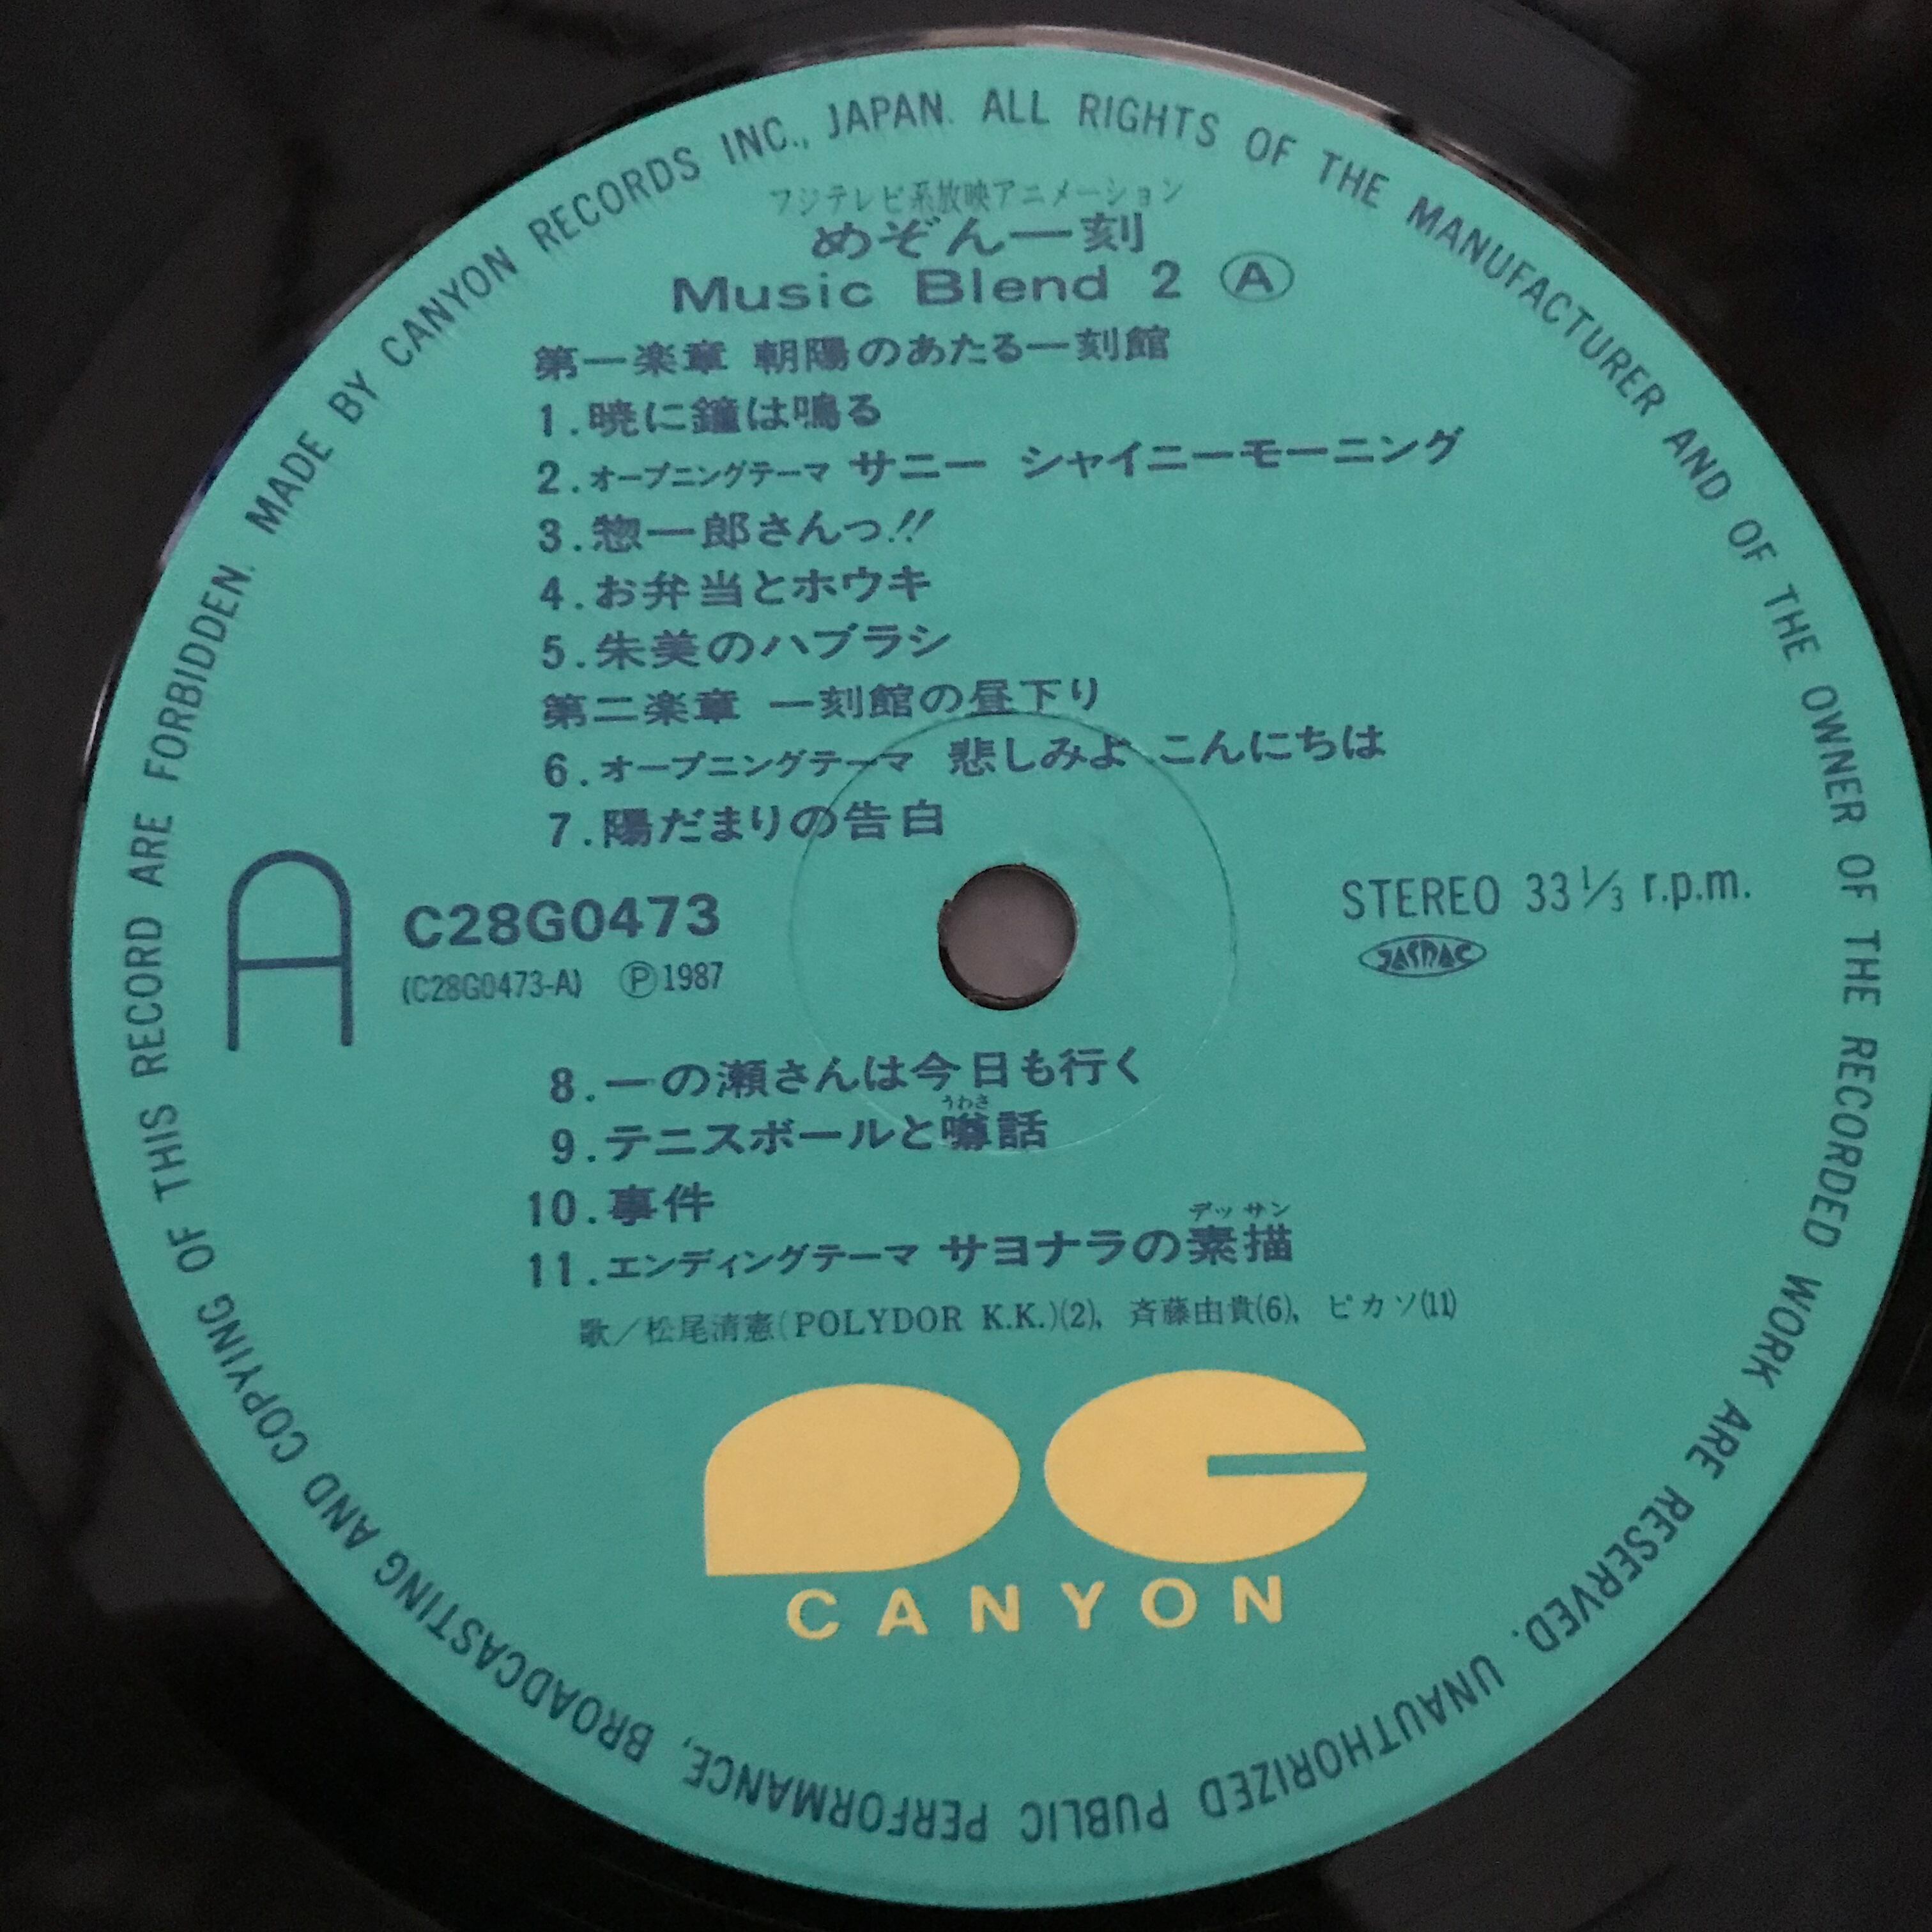 MADE BY CANYON RECORDS INC., JAPAN. ALL RIGHTS OF THE MANUFACTURER AND OF THE OWNER OF THE RECORDED WORK ARE RESERVED. UNAUTHORIZED PUBLIC PERFORMANCE, BROADCASTING AND COPYING OF THIS RECORD ARE FORBIDDEN.
フジテレビ系放映アニメーション
めぞん一刻
Music Blend 2 Ⓐ
第一楽章 朝陽のあたる一刻館
1.暁に鐘は鳴る
2.オープニングテーマ サニー シャイニーモーニング
3.惣一郎さんっ!!
4.お弁当とホウキ
5.朱美のハブラシ
第二楽章 一刻館の昼下り
6.オープニングテーマ 悲しみよ こんにちは
7.陽だまりの告白
A
C28G0473
(C28G0473-A) Ⓟ1987
STEREO 33 1/3 r.p.m.
JASRAC
8.一の瀬さんは今日も行く
うわさ
9.テニスボールと噂話
10.事件
デッサン
11.エンディングテーマ サヨナラの素描
歌／松尾清憲(POLYDOR K.K.)(2), 斉藤由貴(6), ピカソ(11)
PC
CANYON